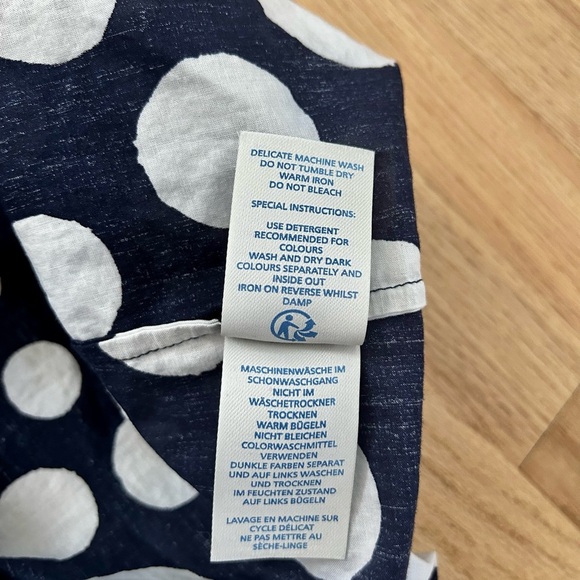 DELICATE MACHINE WASH
DO NOT TUMBLE DRY
WARM IRON
DO NOT BLEACH
SPECIAL INSTRUCTIONS:
USE DETERGENT
RECOMMENDED FOR
COLOURS
WASH AND DRY DARK
COLOURS SEPARATELY AND
INSIDE OUT
IRON ON REVERSE WHILST
DAMP
MASCHINENWÄSCHE IM
SCHONWASCHGANG
NICHT IM
WÄSCHETROCKNER
TROCKNEN
WARM BÜGELN
NICHT BLEICHEN
COLORWASCHMITTEL
VERWENDEN
DUNKLE FARBEN SEPARAT
UND AUF LINKS WASCHEN
UND TROCKNEN
IM FEUCHTEN ZUSTAND
AUF LINKS BÜGELN
LAVAGE EN MACHINE SUR
CYCLE DÉLICAT
NE PAS METTRE AU
SÈCHE-LINGE